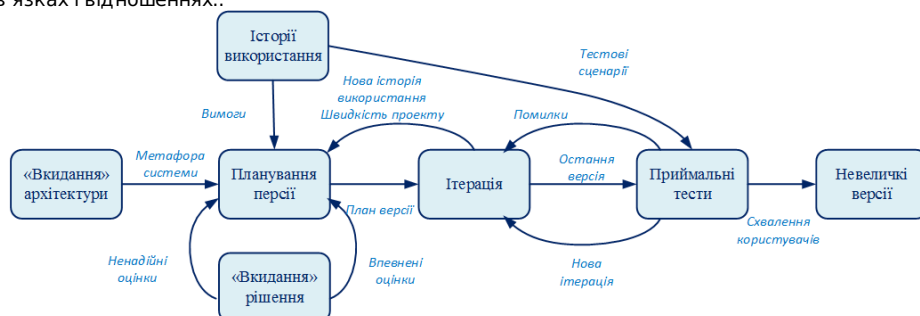 в'язках і відношеннях..
Історії
використання
Тестові
сценарії
Нова історія
використання
Швидкість проекту
Вимоги
Помилки
«Вкидання»
архітектури
Метафора
системи
Планування
персії
Ітерація
Остання
версія
Приймальні
тести
Невеличкі
версії
План версії
Схвалення
користувачів
Ненадійні
оцінки
«Вкидання»
рішення
Впевнені
оцінки
Нова
ітерація